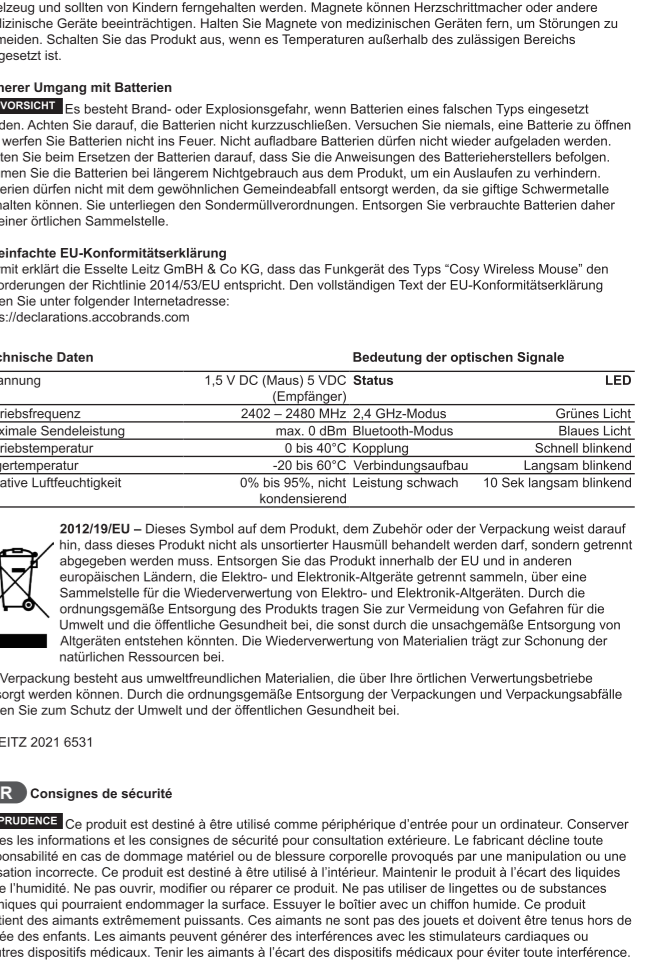 elzeug und sollten von Kindern ferngehalten werden. Magnete können Herzschrittmacher oder andere
dizinische Geräte beeinträchtigen. Halten Sie Magnete von medizinischen Geräten fern, um Störungen zu
meiden. Schalten Sie das Produkt aus, wenn es Temperaturen außerhalb des zulässigen Bereichs
gesetzt ist.
herer Umgang mit Batterien
VORSICHT Es besteht Brand- oder Explosionsgefahr, wenn Batterien eines falschen Typs eingesetzt
den. Achten Sie darauf, die Batterien nicht kurzzuschließen. Versuchen Sie niemals, eine Batterie zu öffnen
werfen Sie Batterien nicht ins Feuer. Nicht aufladbare Batterien dürfen nicht wieder aufgeladen werden.
ten Sie beim Ersetzen der Batterien darauf, dass Sie die Anweisungen des Batterieherstellers befolgen.
men Sie die Batterien bei längerem Nichtgebrauch aus dem Produkt, um ein Auslaufen zu verhindern.
erien dürfen nicht mit dem gewöhnlichen Gemeindeabfall entsorgt werden, da sie giftige Schwermetalle
alten können. Sie unterliegen den Sondermüllverordnungen. Entsorgen Sie verbrauchte Batterien daher
einer örtlichen Sammelstelle.
einfachte EU-Konformitätserklärung
rmit erklärt die Esselte Leitz GmBH & Co KG, dass das Funkgerät des Typs “Cosy Wireless Mouse” den
orderungen der Richtlinie 2014/53/EU entspricht. Den vollständigen Text der EU-Konformitätserklärung
en Sie unter folgender Internetadresse:
s://declarations.accobrands.com
chnische Daten Bedeutung der optischen Signale
annung 1,5 V DC (Maus) 5 VDC Status LED
(Empfänger)
riebsfrequenz 2402 – 2480 MHz 2,4 GHz-Modus Grünes Licht
ximale Sendeleistung max. 0 dBm Bluetooth-Modus Blaues Licht
riebstemperatur 0 bis 40°C Kopplung Schnell blinkend
gertemperatur -20 bis 60°C Verbindungsaufbau Langsam blinkend
ative Luftfeuchtigkeit 0% bis 95%, nicht Leistung schwach 10 Sek langsam blinkend
kondensierend
2012/19/EU – Dieses Symbol auf dem Produkt, dem Zubehör oder der Verpackung weist darauf
hin, dass dieses Produkt nicht als unsortierter Hausmüll behandelt werden darf, sondern getrennt
abgegeben werden muss. Entsorgen Sie das Produkt innerhalb der EU und in anderen
europäischen Ländern, die Elektro- und Elektronik-Altgeräte getrennt sammeln, über eine
Sammelstelle für die Wiederverwertung von Elektro- und Elektronik-Altgeräten. Durch die
ordnungsgemäße Entsorgung des Produkts tragen Sie zur Vermeidung von Gefahren für die
Umwelt und die öffentliche Gesundheit bei, die sonst durch die unsachgemäße Entsorgung von
Altgeräten entstehen könnten. Die Wiederverwertung von Materialien trägt zur Schonung der
natürlichen Ressourcen bei.
Verpackung besteht aus umweltfreundlichen Materialien, die über Ihre örtlichen Verwertungsbetriebe
sorgt werden können. Durch die ordnungsgemäße Entsorgung der Verpackungen und Verpackungsabfälle
en Sie zum Schutz der Umwelt und der öffentlichen Gesundheit bei.
EITZ 2021 6531
R Consignes de sécurité
PRUDENCE Ce produit est destiné à être utilisé comme périphérique d’entrée pour un ordinateur. Conserver
es les informations et les consignes de sécurité pour consultation extérieure. Le fabricant décline toute
ponsabilité en cas de dommage matériel ou de blessure corporelle provoqués par une manipulation ou une
sation incorrecte. Ce produit est destiné à être utilisé à l’intérieur. Maintenir le produit à l’écart des liquides
e l’humidité. Ne pas ouvrir, modifier ou réparer ce produit. Ne pas utiliser de lingettes ou de substances
miques qui pourraient endommager la surface. Essuyer le boîtier avec un chiffon humide. Ce produit
tient des aimants extrêmement puissants. Ces aimants ne sont pas des jouets et doivent être tenus hors de
ée des enfants. Les aimants peuvent générer des interférences avec les stimulateurs cardiaques ou
utres dispositifs médicaux. Tenir les aimants à l’écart des dispositifs médicaux pour éviter toute interférence.